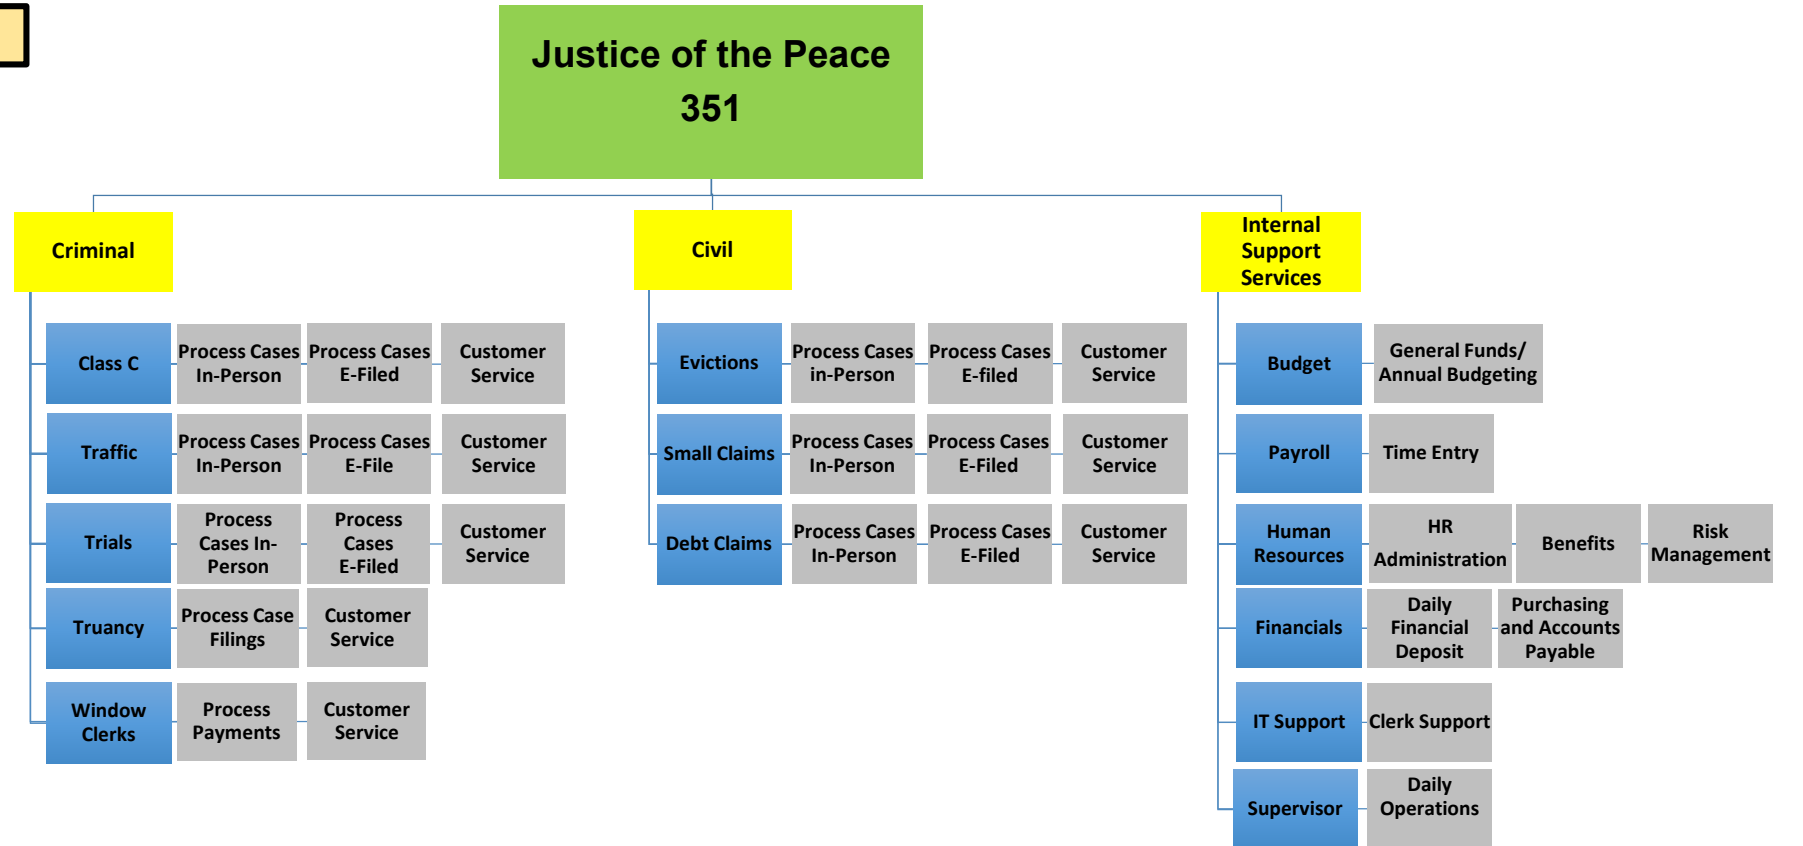 Justice of the Peace
351
Criminal
Civil
Internal
Support
Services
Class C
Process Cases
In-Person
Process Cases
E-Filed
Customer
Service
Traffic
Process Cases
In-Person
Process Cases
E-File
Customer
Service
Trials
Process
Cases In-
Person
Process
Cases
E-Filed
Customer
Service
Truancy
Process Case
Filings
Customer
Service
Window
Clerks
Process
Payments
Customer
Service
Evictions
Process Cases
in-Person
Process Cases
E-filed
Customer
Service
Small Claims
Process Cases
In-Person
Process Cases
E-Filed
Customer
Service
Debt Claims
Process Cases
In-Person
Process Cases
E-Filed
Customer
Service
Budget
General Funds/
Annual Budgeting
Payroll
Time Entry
Human
Resources
HR
Administration
Benefits
Risk
Management
Financials
Daily
Financial
Deposit
Purchasing
and Accounts
Payable
IT Support
Clerk Support
Supervisor
Daily
Operations